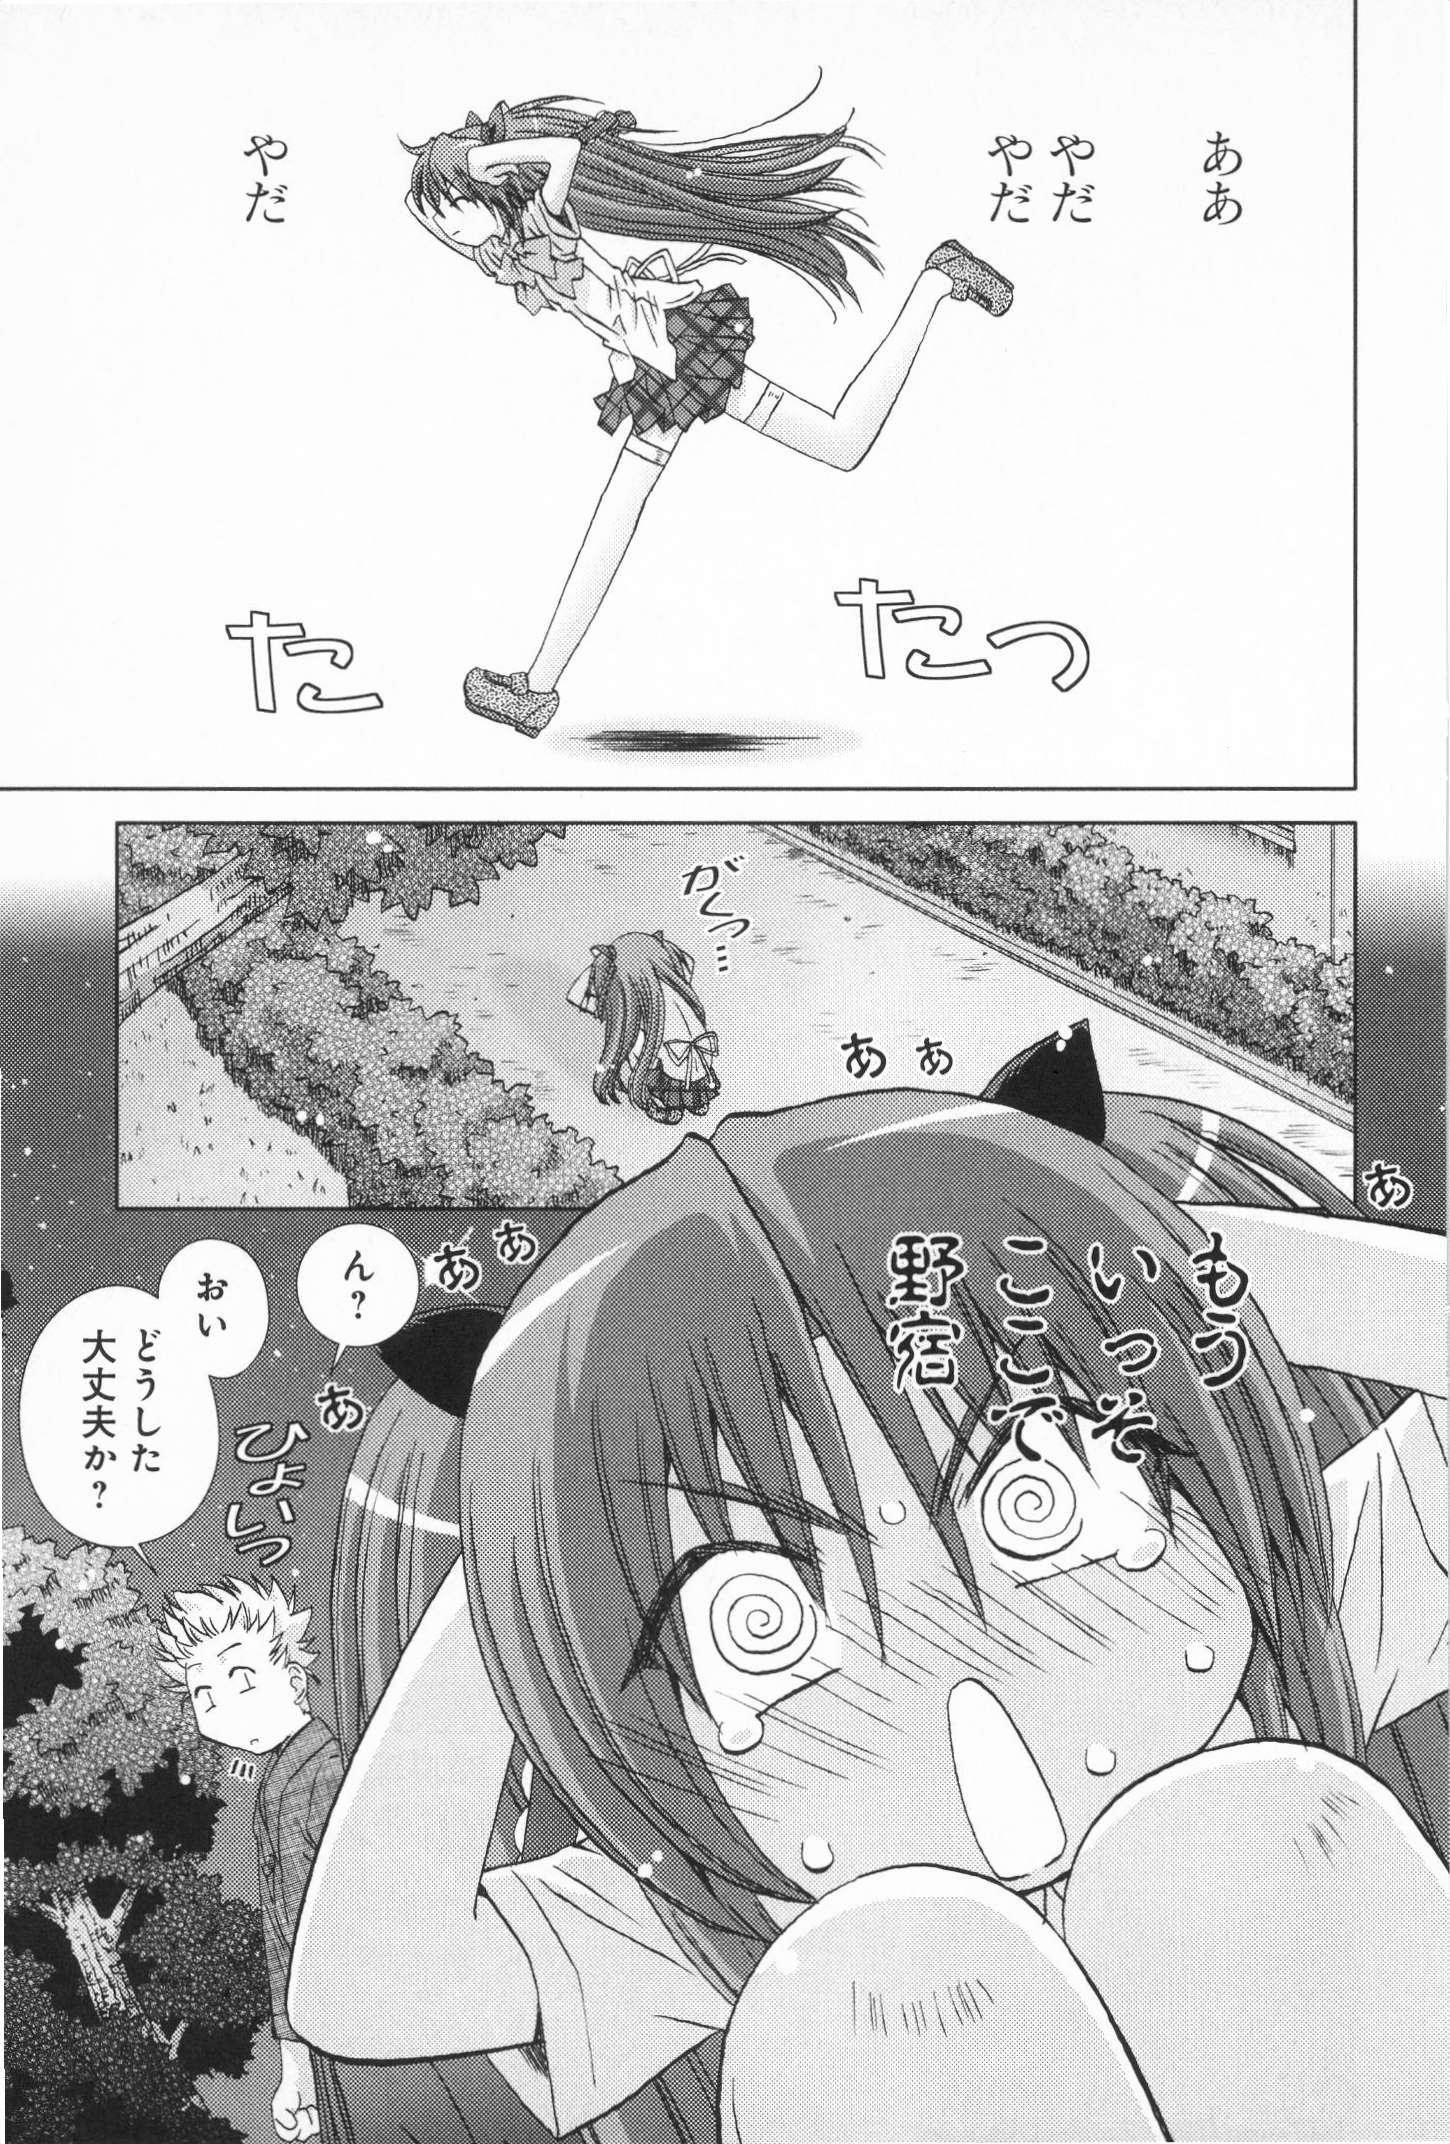 ああ
やだ
やだ
やだ
たっ
た
がくっ…
ああ
あ
もう
いっそ
ここで
野宿
ああ
あ
ん?
おい
どうした
大丈夫か?
ひょいっ